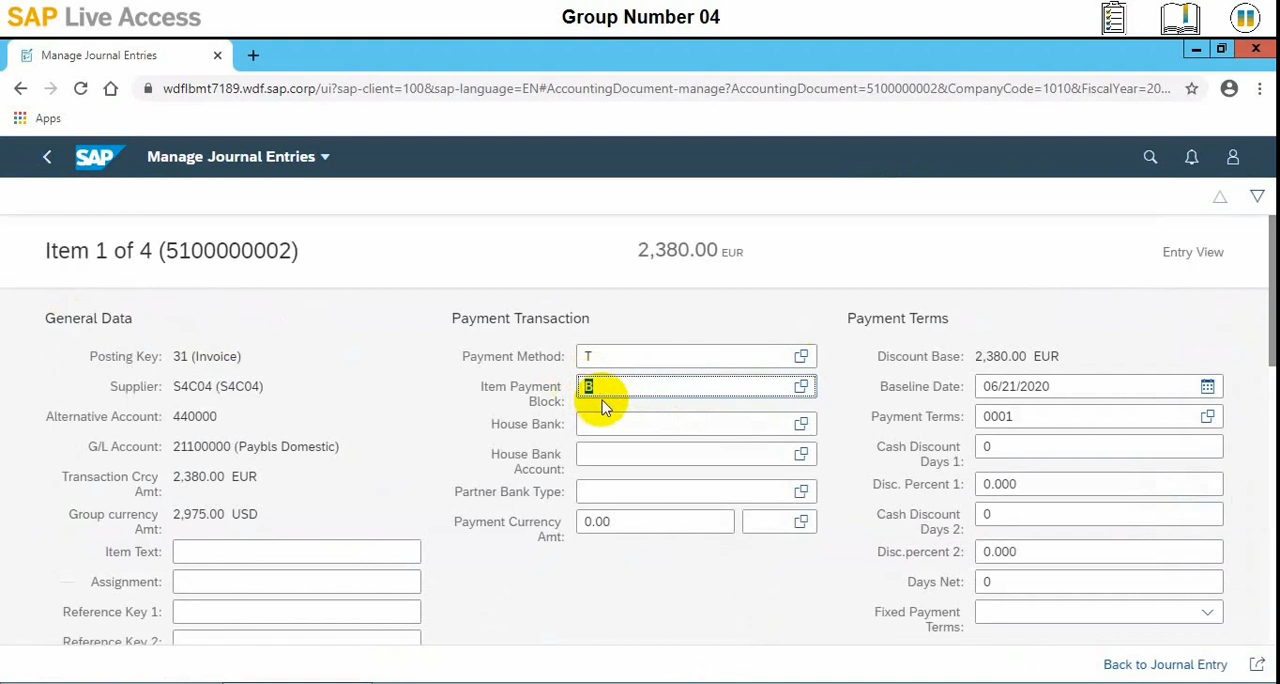 SAP Live Access
Group Number 04
Manage Journal Entries
wdflbmt7189.wdf.sap.corp/ui?sap-client=100&sap-language=EN#AccountingDocument-manage?AccountingDocument=5100000002&CompanyCode=1010&FiscalYear=20...
Apps
SAP Manage Journal Entries
Item 1 of 4 (5100000002)
2,380.00 EUR
Entry View
General Data
Posting Key: 31 (Invoice)
Supplier: S4C04 (S4C04)
Alternative Account: 440000
G/L Account: 21100000 (Paybls Domestic)
Transaction Crcy Amt: 2,380.00 EUR
Group currency Amt: 2,975.00 USD
Item Text:
Assignment:
Reference Key 1:
Reference Key 2:
Payment Transaction
Payment Method: T
Item Payment Block: B
House Bank:
House Bank Account:
Partner Bank Type:
Payment Currency Amt: 0.00
Payment Terms
Discount Base: 2,380.00 EUR
Baseline Date: 06/21/2020
Payment Terms: 0001
Cash Discount Days 1: 0
Disc. Percent 1: 0.000
Cash Discount Days 2: 0
Disc.percent 2: 0.000
Days Net: 0
Fixed Payment Terms:
Back to Journal Entry